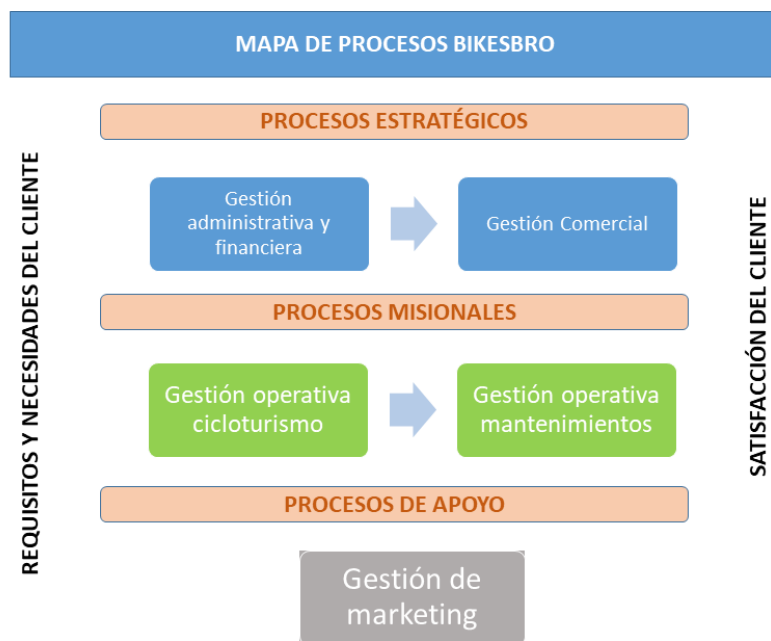 MAPA DE PROCESOS BIKESBRO
PROCESOS ESTRATÉGICOS
REQUISITOS Y NECESIDADES DEL CLIENTE
Gestión
administrativa y
financiera
Gestión Comercial
SATISFACCIÓN DEL CLIENTE
PROCESOS MISIONALES
Gestión operativa
cicloturismo
Gestión operativa
mantenimientos
PROCESOS DE APOYO
Gestión de
marketing